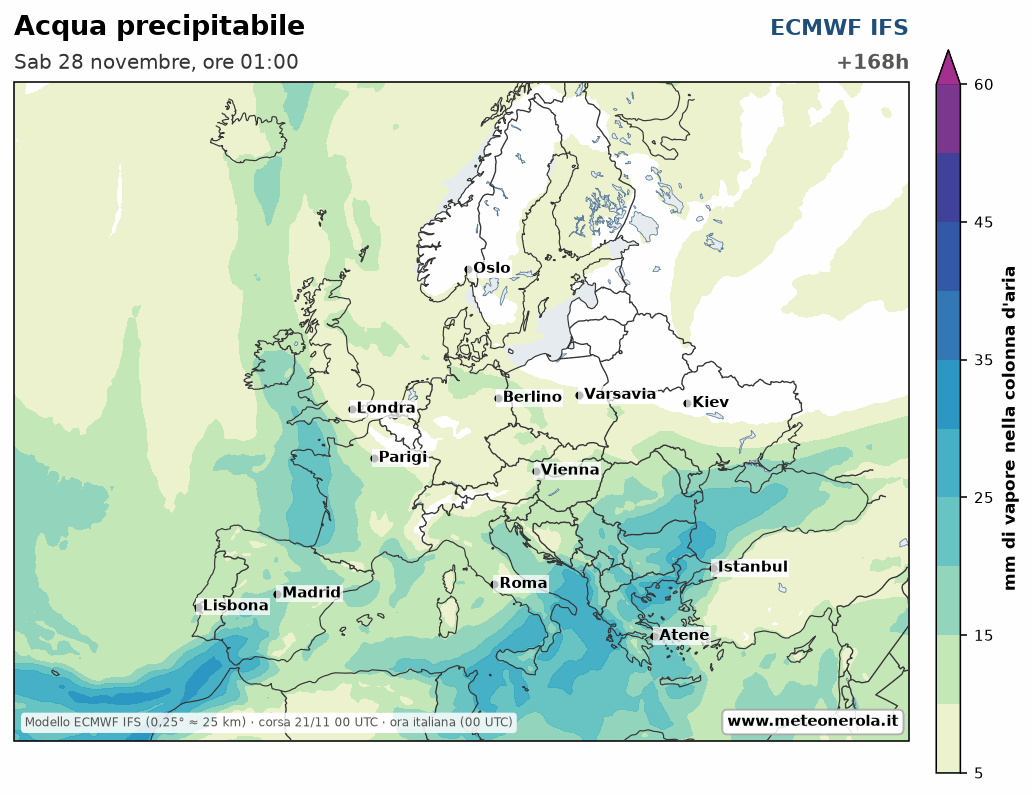 Acqua precipitabile
ECMWF IFS
Sab 28 novembre, ore 01:00
+168h
60
45
35
25
15
5
mm di vapore nella colonna d'aria
Oslo
Londra
Berlino
Varsavia
Kiev
Parigi
Vienna
Istanbul
Roma
Madrid
Lisbona
Atene
Modello ECMWF IFS (0,25° ≈ 25 km) · corsa 21/11 00 UTC · ora italiana (00 UTC)
www.meteonerola.it